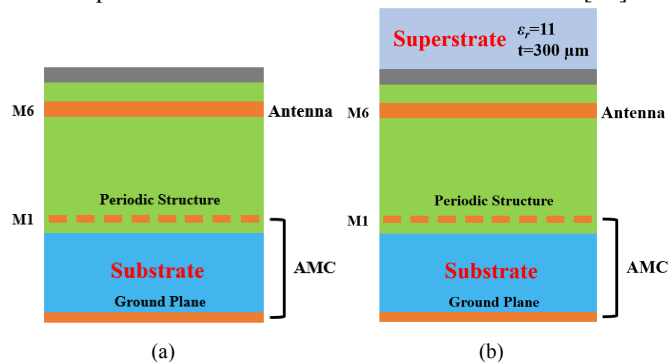 M6
Antenna
Periodic Structure
M1
AMC
Substrate
Ground Plane
(a)
Superstrate
εr=11
t=300 μm
M6
Antenna
Periodic Structure
M1
AMC
Substrate
Ground Plane
(b)